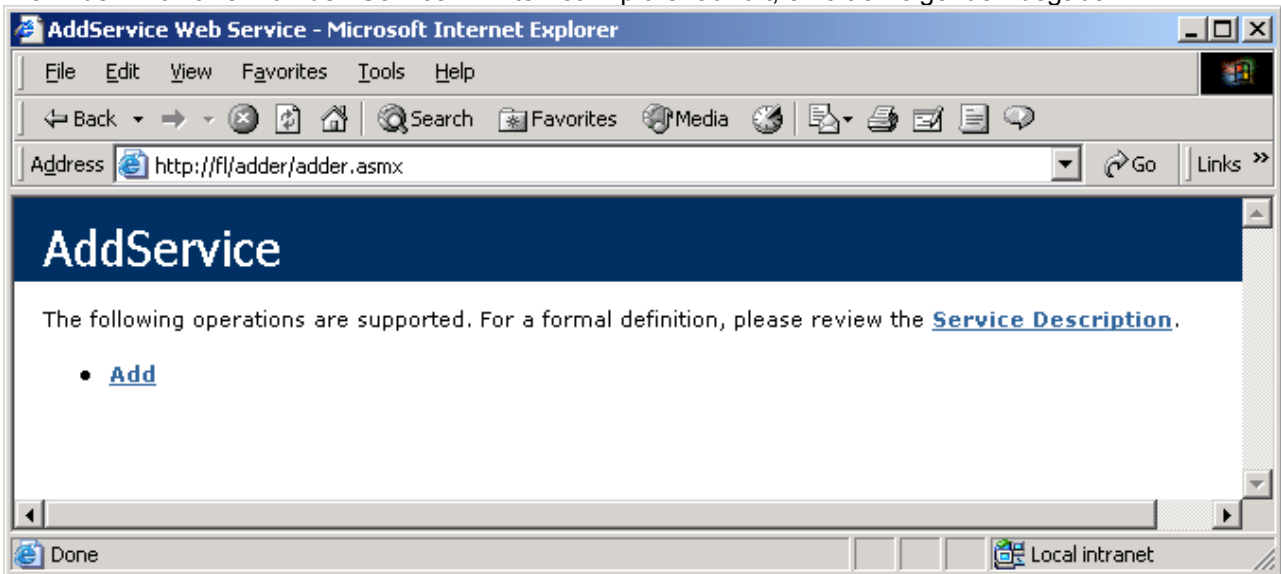 AddService Web Service - Microsoft Internet Explorer
File Edit View Favorites Tools Help
Back Search Favorites Media
Address http://fl/adder/adder.asmx Go Links »
AddService
The following operations are supported. For a formal definition, please review the Service Description.
• Add
Done Local intranet